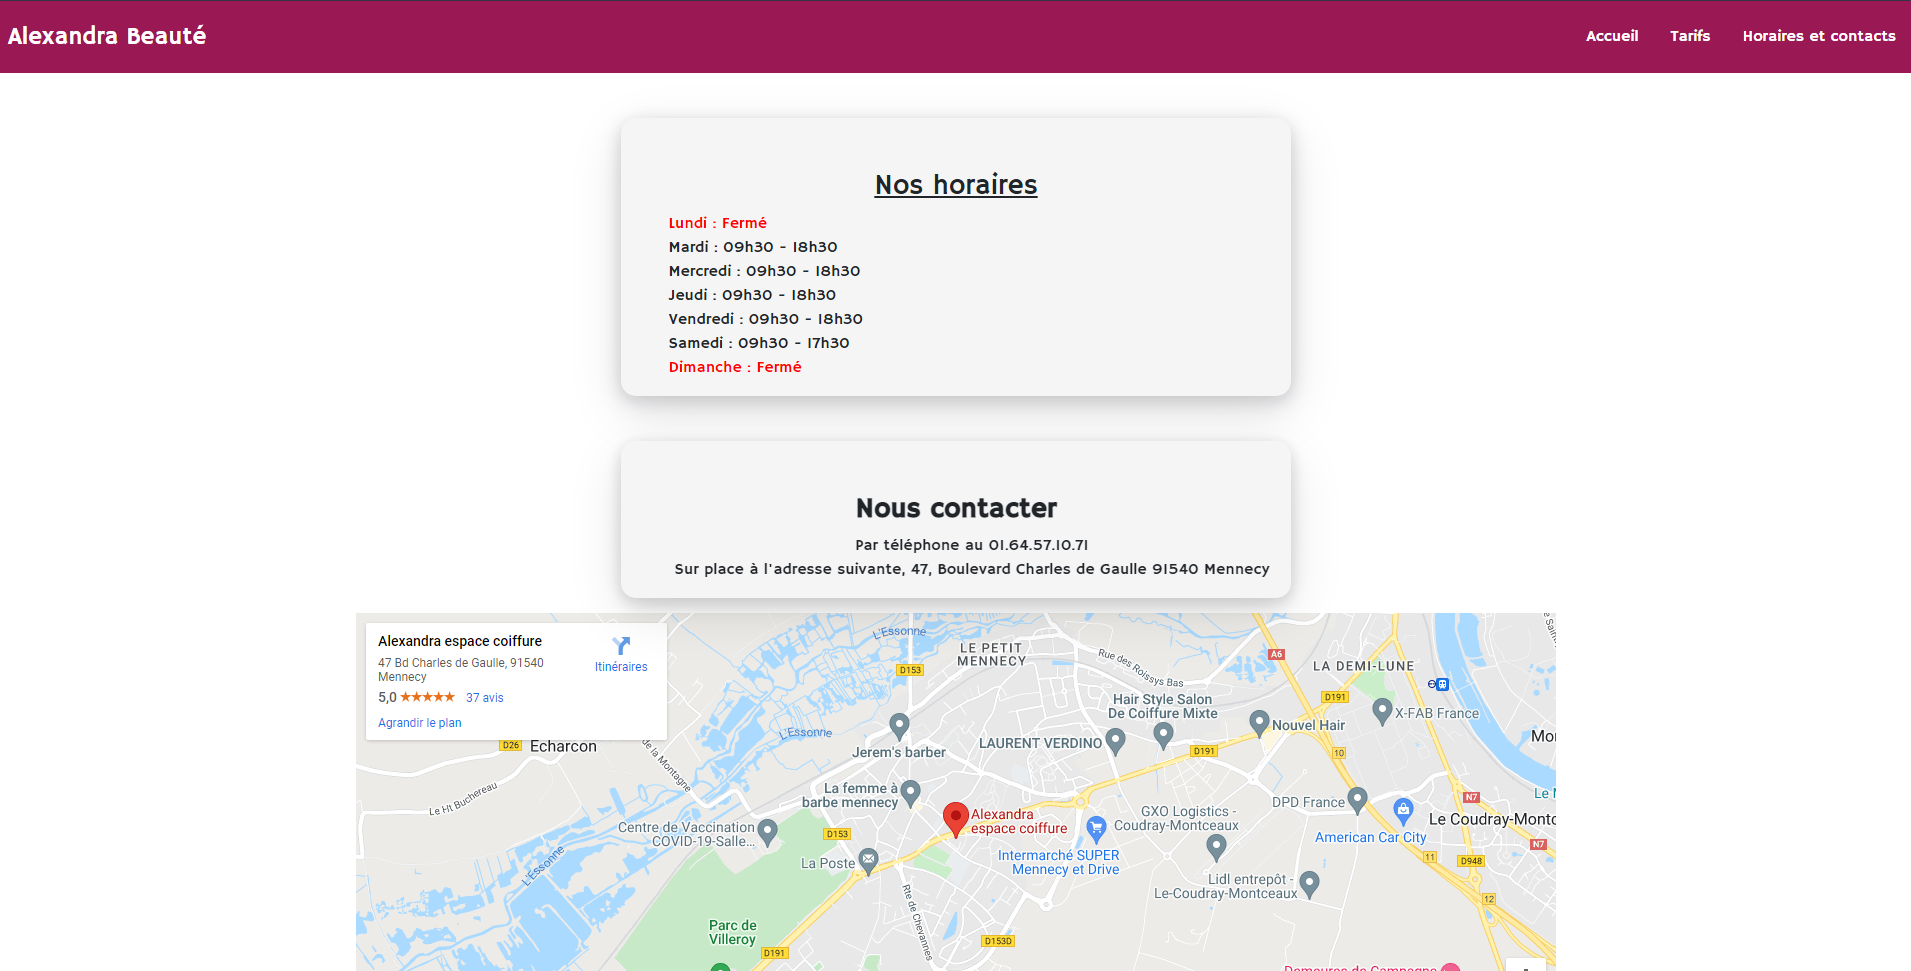 Alexandra Beauté
Accueil
Tarifs
Horaires et contacts
Nos horaires
Lundi : Fermé
Mardi : 09h30 - 18h30
Mercredi : 09h30 - 18h30
Jeudi : 09h30 - 18h30
Vendredi : 09h30 - 18h30
Samedi : 09h30 - 17h30
Dimanche : Fermé
Nous contacter
Par téléphone au 01.64.57.10.71
Sur place à l'adresse suivante, 47, Boulevard Charles de Gaulle 91540 Mennecy
Alexandra espace coiffure
47 Bd Charles de Gaulle, 91540
Mennecy
5,0
37 avis
Agrandir le plan
Itinéraires
L'Essonne
LE PETIT
MENNECY
Rue des Roissys Bas
A6
LA DEMI-LUNE
D153
D191
Hair Style Salon
De Coiffure Mixte
Nouvel Hair
X-FAB France
L'Essonne
D26
Echarcon
Jerem's barber
LAURENT VERDINO
D191
10
de la Montagne
Le Ht Buchereau
La femme à
barbe mennecy
Alexandra
espace coiffure
GXO Logistics -
Coudray-Montceaux
DPD France
N7
American Car City
Le Coudray-Montc
Centre de Vaccination
COVID-19-Salle...
D153
La Poste
Intermarché SUPER
Mennecy et Drive
N7
11
D948
L'Essonne
Lidl entrepôt -
Le-Coudray-Montceaux
12
Rte de Chevannes
Parc de
Villeroy
D191
D153D
Demeures de Campagne